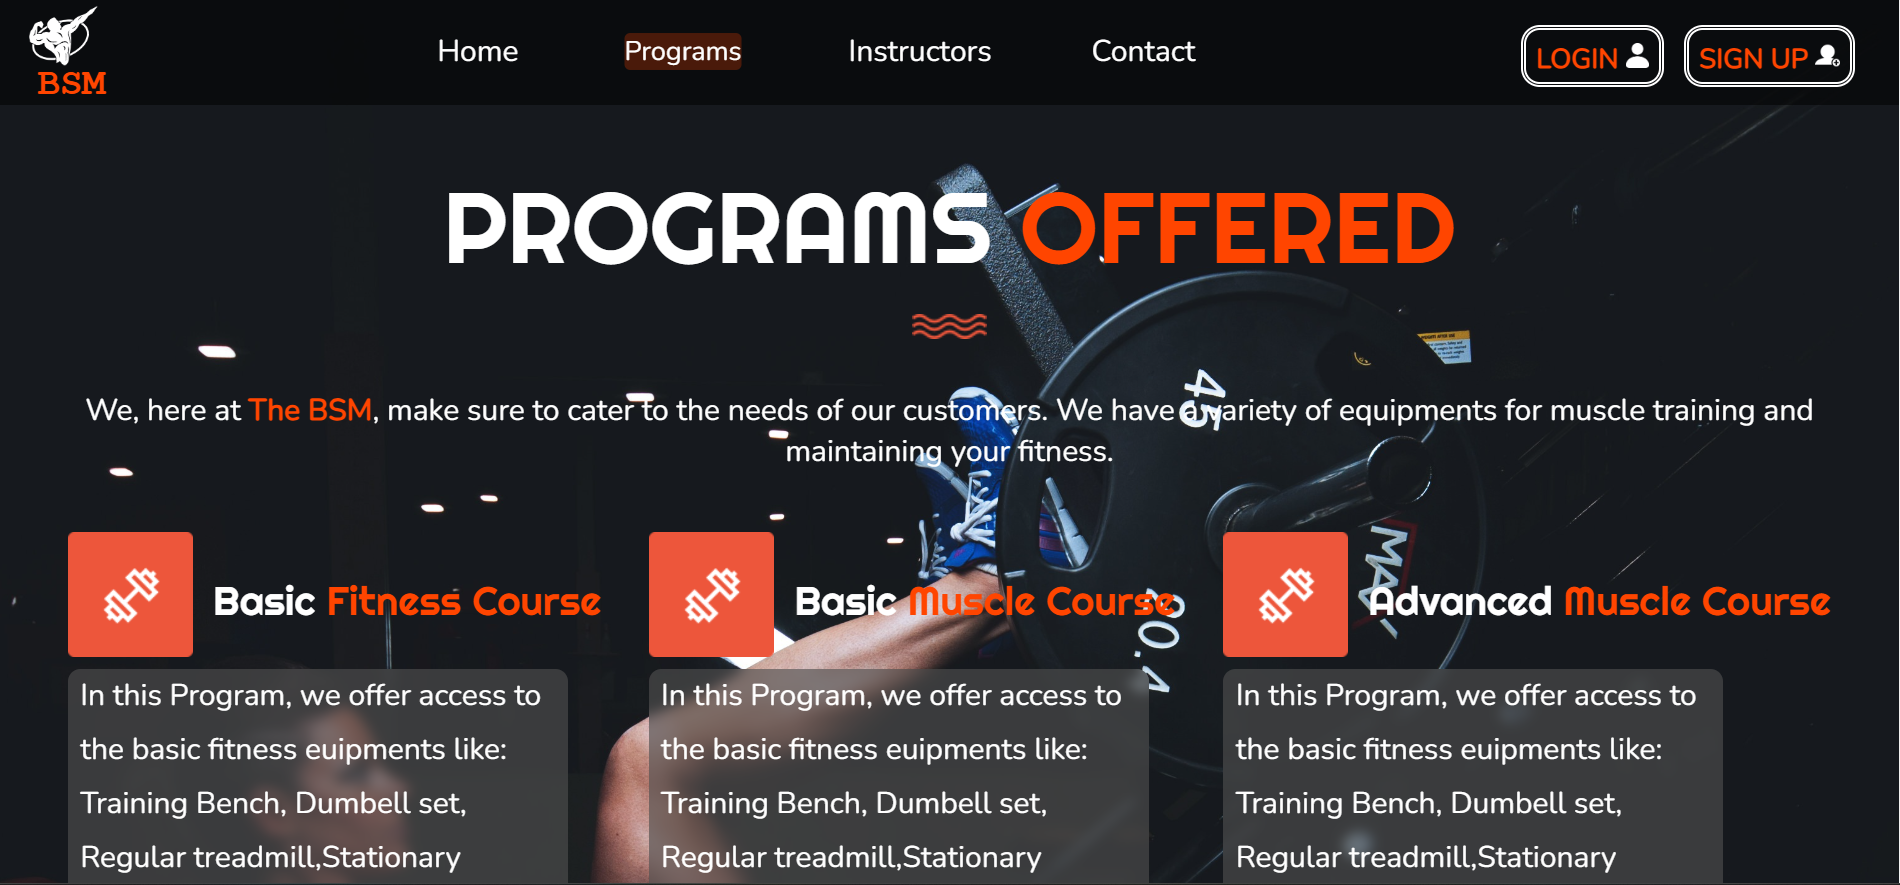 BSM
Home Programs Instructors Contact
LOGIN SIGN UP
PROGRAMS OFFERED
We, here at The BSM, make sure to cater to the needs of our customers. We have a variety of equipments for muscle training and
maintaining your fitness.
45
20.4
Basic Fitness Course
In this Program, we offer access to
the basic fitness euipments like:
Training Bench, Dumbell set,
Regular treadmill,Stationary
Basic Muscle Course
In this Program, we offer access to
the basic fitness euipments like:
Training Bench, Dumbell set,
Regular treadmill,Stationary
Advanced Muscle Course
In this Program, we offer access to
the basic fitness euipments like:
Training Bench, Dumbell set,
Regular treadmill,Stationary